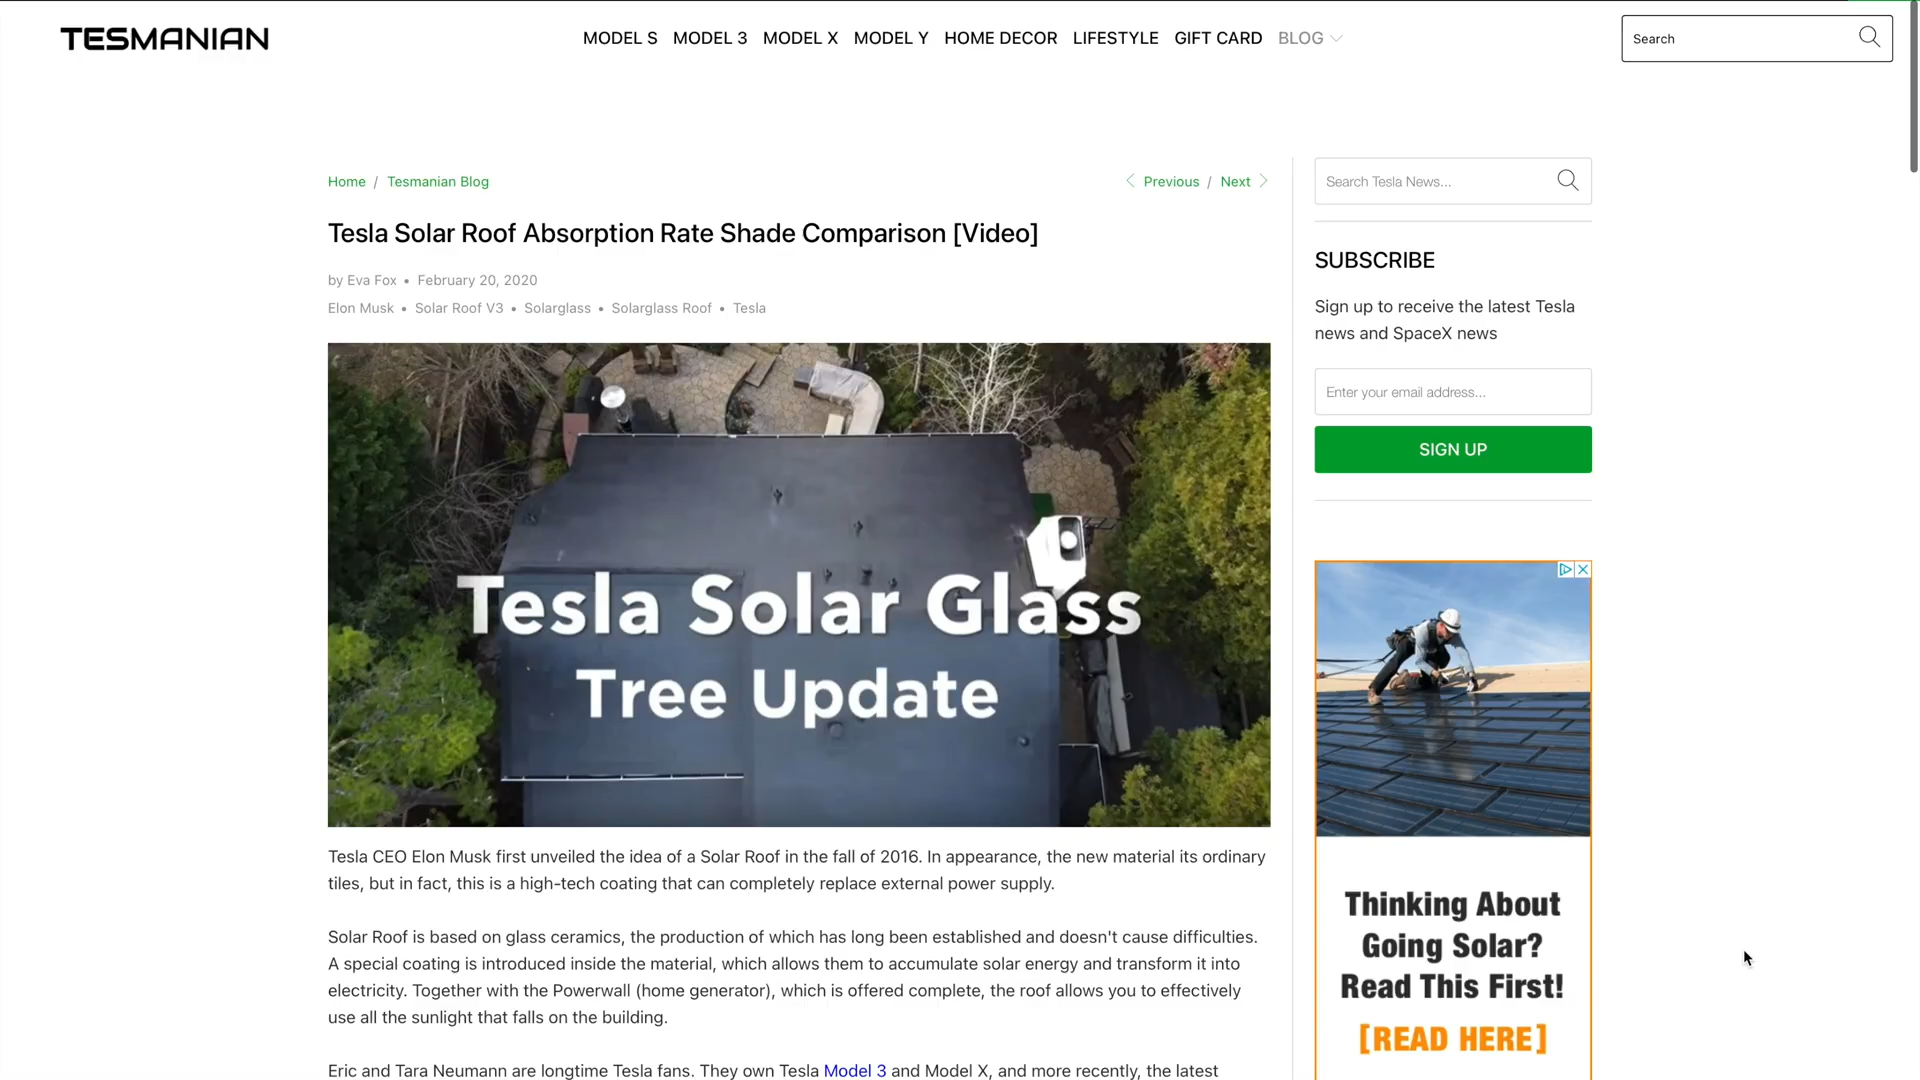 TESMANIAN
MODEL S MODEL 3 MODEL X MODEL Y HOME DECOR LIFESTYLE GIFT CARD BLOG
Search
Home / Tesmanian Blog
Previous / Next
Tesla Solar Roof Absorption Rate Shade Comparison [Video]
by Eva Fox • February 20, 2020
Elon Musk • Solar Roof V3 • Solarglass • Solarglass Roof • Tesla
Tesla Solar Glass
Tree Update
Tesla CEO Elon Musk first unveiled the idea of a Solar Roof in the fall of 2016. In appearance, the new material its ordinary
tiles, but in fact, this is a high-tech coating that can completely replace external power supply.
Solar Roof is based on glass ceramics, the production of which has long been established and doesn't cause difficulties.
A special coating is introduced inside the material, which allows them to accumulate solar energy and transform it into
electricity. Together with the Powerwall (home generator), which is offered complete, the roof allows you to effectively
use all the sunlight that falls on the building.
Eric and Tara Neumann are longtime Tesla fans. They own Tesla Model 3 and Model X, and more recently, the latest
Search Tesla News...
SUBSCRIBE
Sign up to receive the latest Tesla
news and SpaceX news
Enter your email address...
SIGN UP
Thinking About
Going Solar?
Read This First!
[READ HERE]